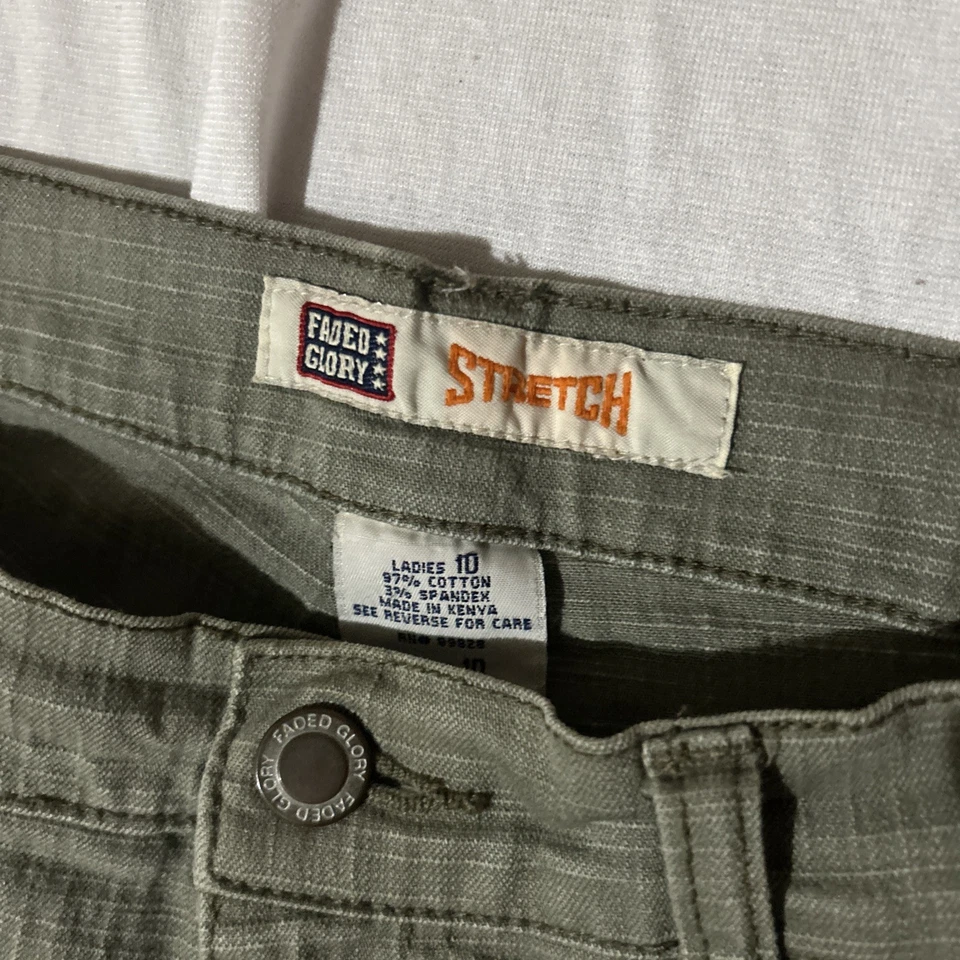 FADED
GLORY
STRETCH
LADIES 10
97% COTTON
3% SPANDEX
MADE IN KENYA
SEE REVERSE FOR CARE
10
FADED GLORY FADED GLORY